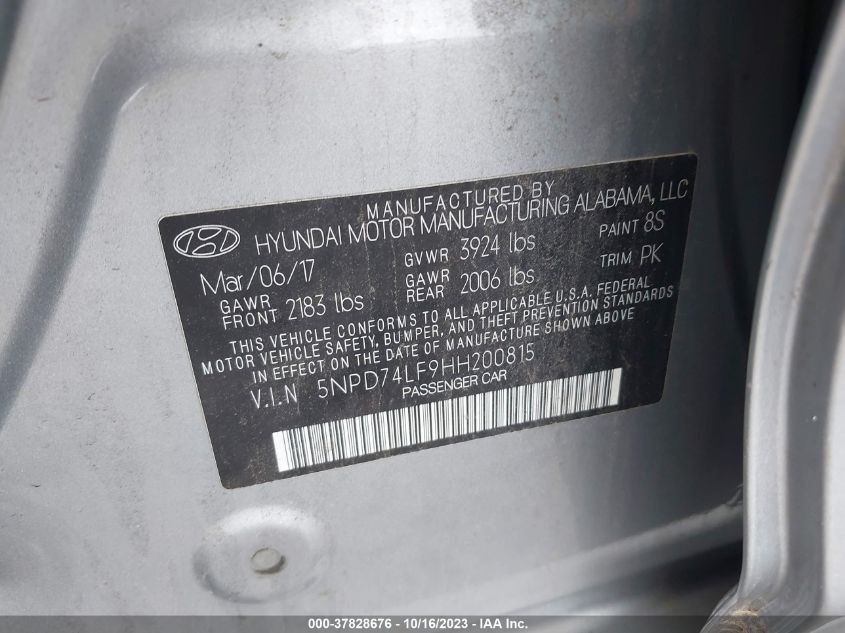 MANUFACTURED BY
HYUNDAI MOTOR MANUFACTURING ALABAMA, LLC
Mar/06/17 GVWR 3924 lbs PAINT 8S
GAWR FRONT 2183 lbs GAWR REAR 2006 lbs TRIM PK
THIS VEHICLE CONFORMS TO ALL APPLICABLE U.S.A. FEDERAL
MOTOR VEHICLE SAFETY, BUMPER, AND THEFT PREVENTION STANDARDS
IN EFFECT ON THE DATE OF MANUFACTURE SHOWN ABOVE
V.I.N 5NPD74LF9HH200815
PASSENGER CAR
000-37828676 - 10/16/2023 - IAA Inc.